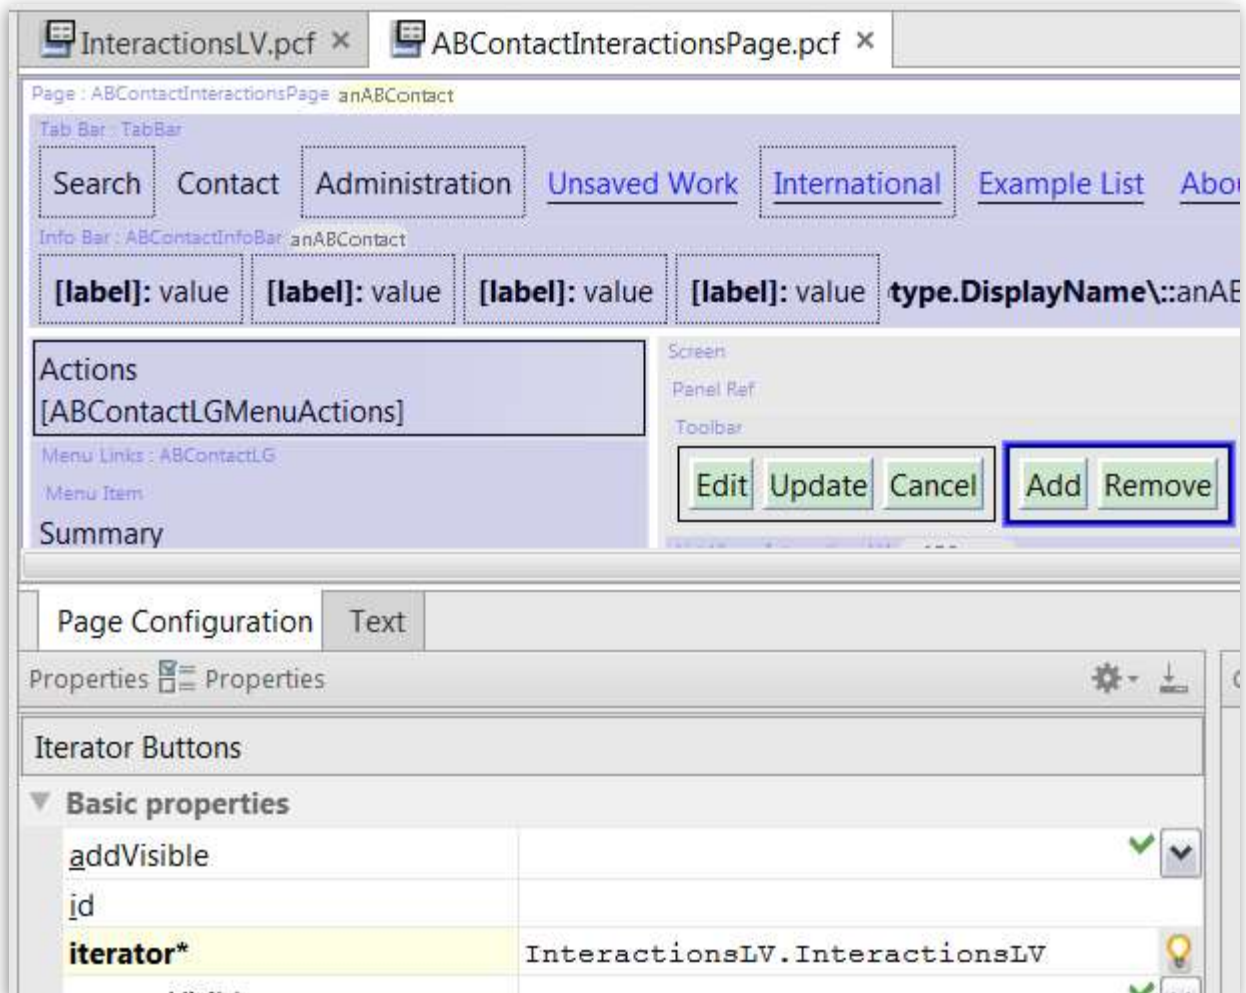 InteractionsLV.pcf × ABContactInteractionsPage.pcf ×
Page : ABContactInteractionsPage anABContact
Tab Bar : TabBar
Search Contact Administration Unsaved Work International Example List Abou
Info Bar : ABContactInfoBar anABContact
[label]: value [label]: value [label]: value [label]: value type.DisplayName\::anAB
Actions
[ABContactLGMenuActions]
Menu Links : ABContactLG
Menu Item
Summary
Screen
Panel Ref
Toolbar
Edit Update Cancel Add Remove
Page Configuration Text
Properties Properties
Iterator Buttons
Basic properties
addVisible
id
iterator* InteractionsLV.InteractionsLV